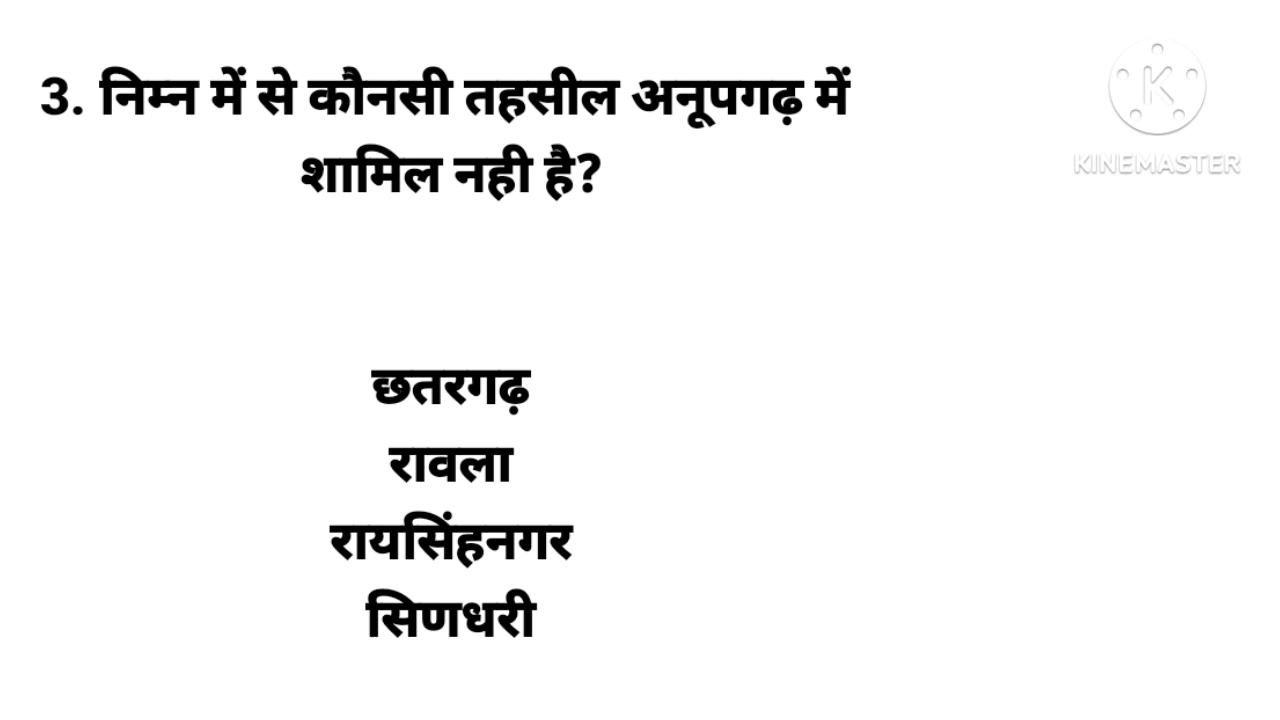 3. निम्न में से कौनसी तहसील अनूपगढ़ में
शामिल नही है?
KINEMASTER
छतरगढ़
रावला
रायसिंहनगर
सिणधरी